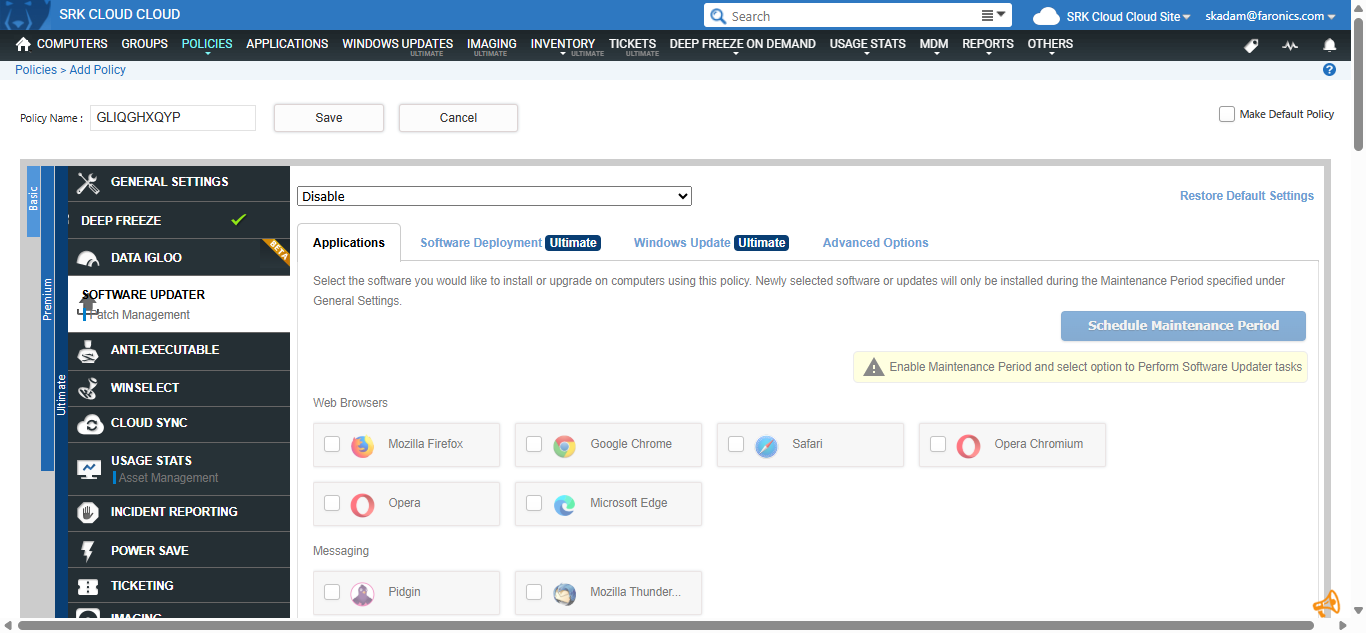 SRK CLOUD CLOUD
Search
SRK Cloud Cloud Site
skadam@faronics.com
COMPUTERS GROUPS POLICIES APPLICATIONS WINDOWS UPDATES IMAGING INVENTORY TICKETS DEEP FREEZE ON DEMAND USAGE STATS MDM REPORTS OTHERS
ULTIMATE ULTIMATE ULTIMATE ULTIMATE
Policies > Add Policy
?
Policy Name : GLIQGHXQYP Save Cancel
Make Default Policy
Basic
Premium
Ultimate
GENERAL SETTINGS
DEEP FREEZE
DATA IGLOO
BETA
SOFTWARE UPDATER
Patch Management
ANTI-EXECUTABLE
WINSELECT
CLOUD SYNC
USAGE STATS
Asset Management
INCIDENT REPORTING
POWER SAVE
TICKETING
IMAGING
Disable
Restore Default Settings
Applications Software Deployment Ultimate Windows Update Ultimate Advanced Options
Select the software you would like to install or upgrade on computers using this policy. Newly selected software or updates will only be installed during the Maintenance Period specified under
General Settings.
Schedule Maintenance Period
Enable Maintenance Period and select option to Perform Software Updater tasks
Web Browsers
Mozilla Firefox Google Chrome Safari Opera Chromium
Opera Microsoft Edge
Messaging
Pidgin Mozilla Thunder...